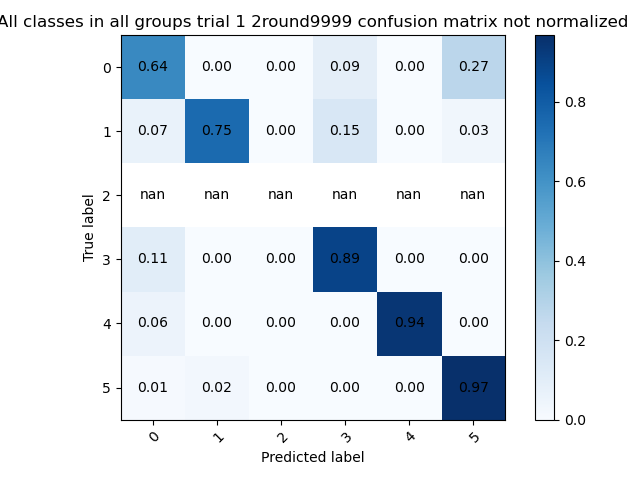 All classes in all groups trial 1 2round9999 confusion matrix not normalized
0 0.64 0.00 0.00 0.09 0.00 0.27
1 0.07 0.75 0.00 0.15 0.00 0.03
2 nan nan nan nan nan nan
3 0.11 0.00 0.00 0.89 0.00 0.00
4 0.06 0.00 0.00 0.00 0.94 0.00
5 0.01 0.02 0.00 0.00 0.00 0.97
0 1 2 3 4 5
True label
Predicted label
0.8
0.6
0.4
0.2
0.0